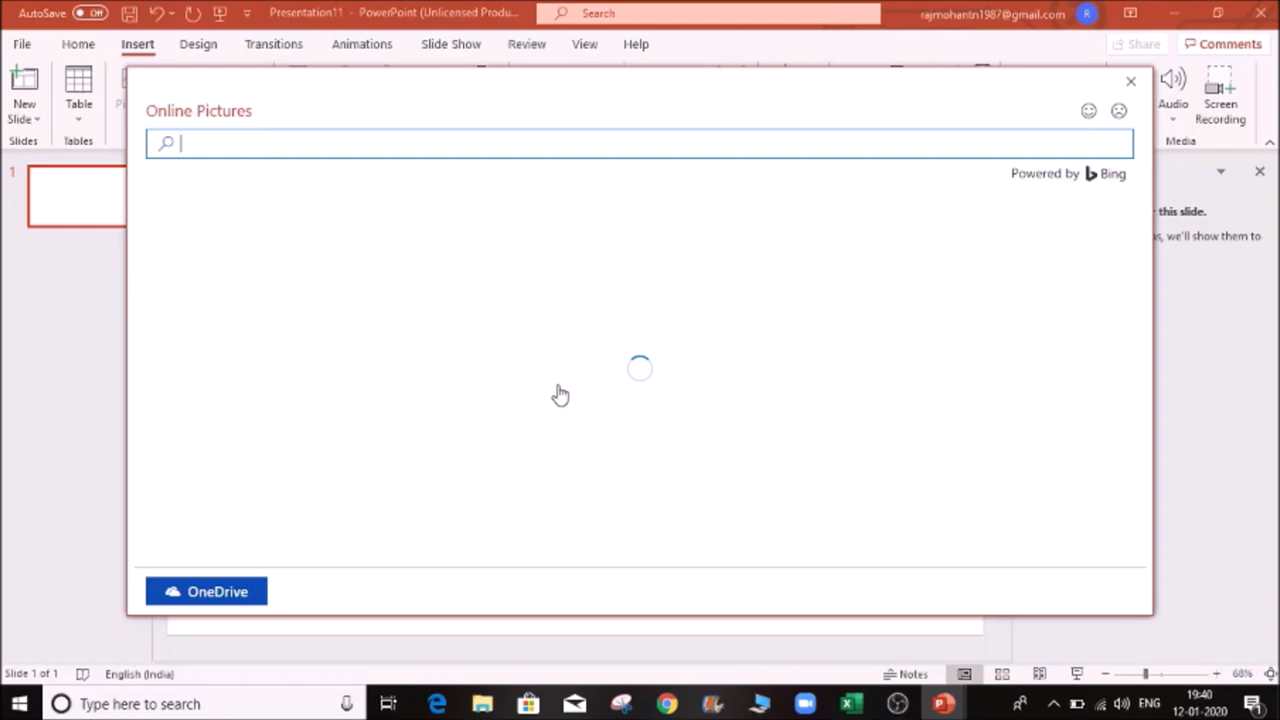 AutoSave Off Presentation11 - PowerPoint (Unlicensed Produ... Search rajmohantn1987@gmail.com R
File Home Insert Design Transitions Animations Slide Show Review View Help Share Comments
New Slide Table Audio Screen Recording
Slides Tables Media
Online Pictures
Powered by Bing
1
this slide.
as, we'll show them to
OneDrive
Slide 1 of 1 English (India) Notes 68%
Type here to search ENG 19:40 12-01-2020 1